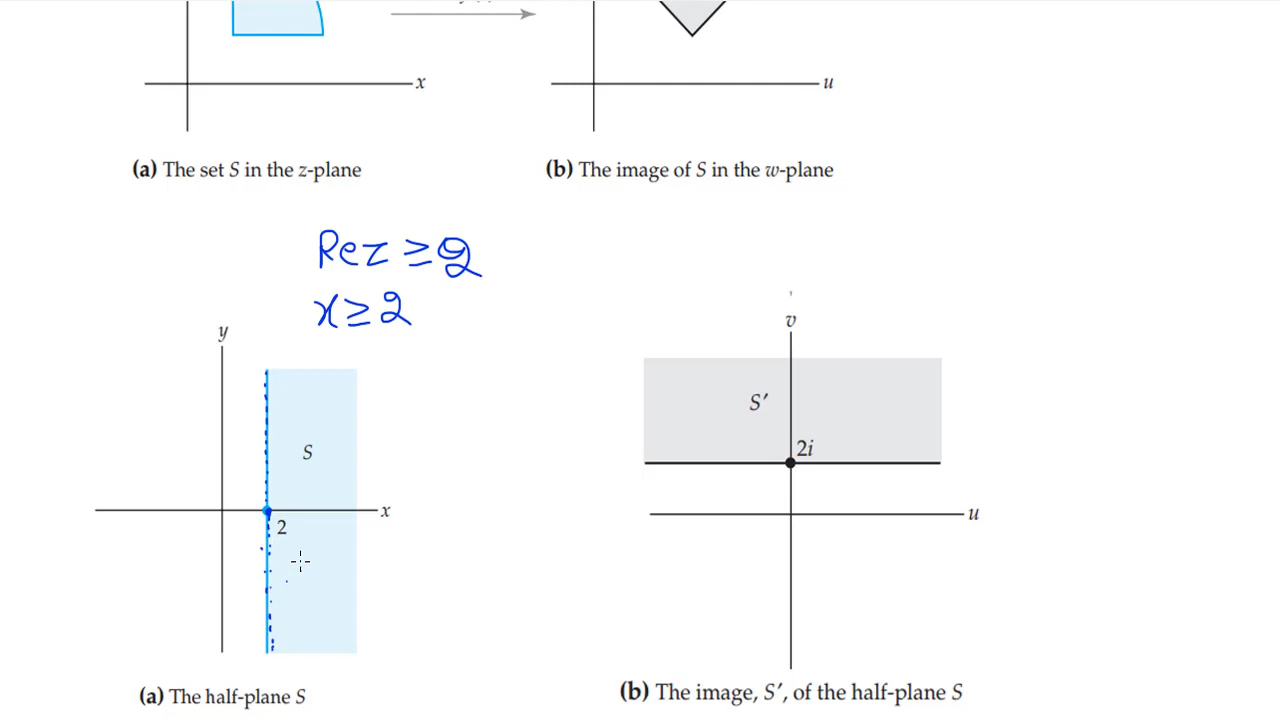 x
u
(a) The set S in the z-plane
(b) The image of S in the w-plane
Re z ≥ 2
x ≥ 2
y
S
x
2
(a) The half-plane S
v
S′
2i
u
(b) The image, S′, of the half-plane S